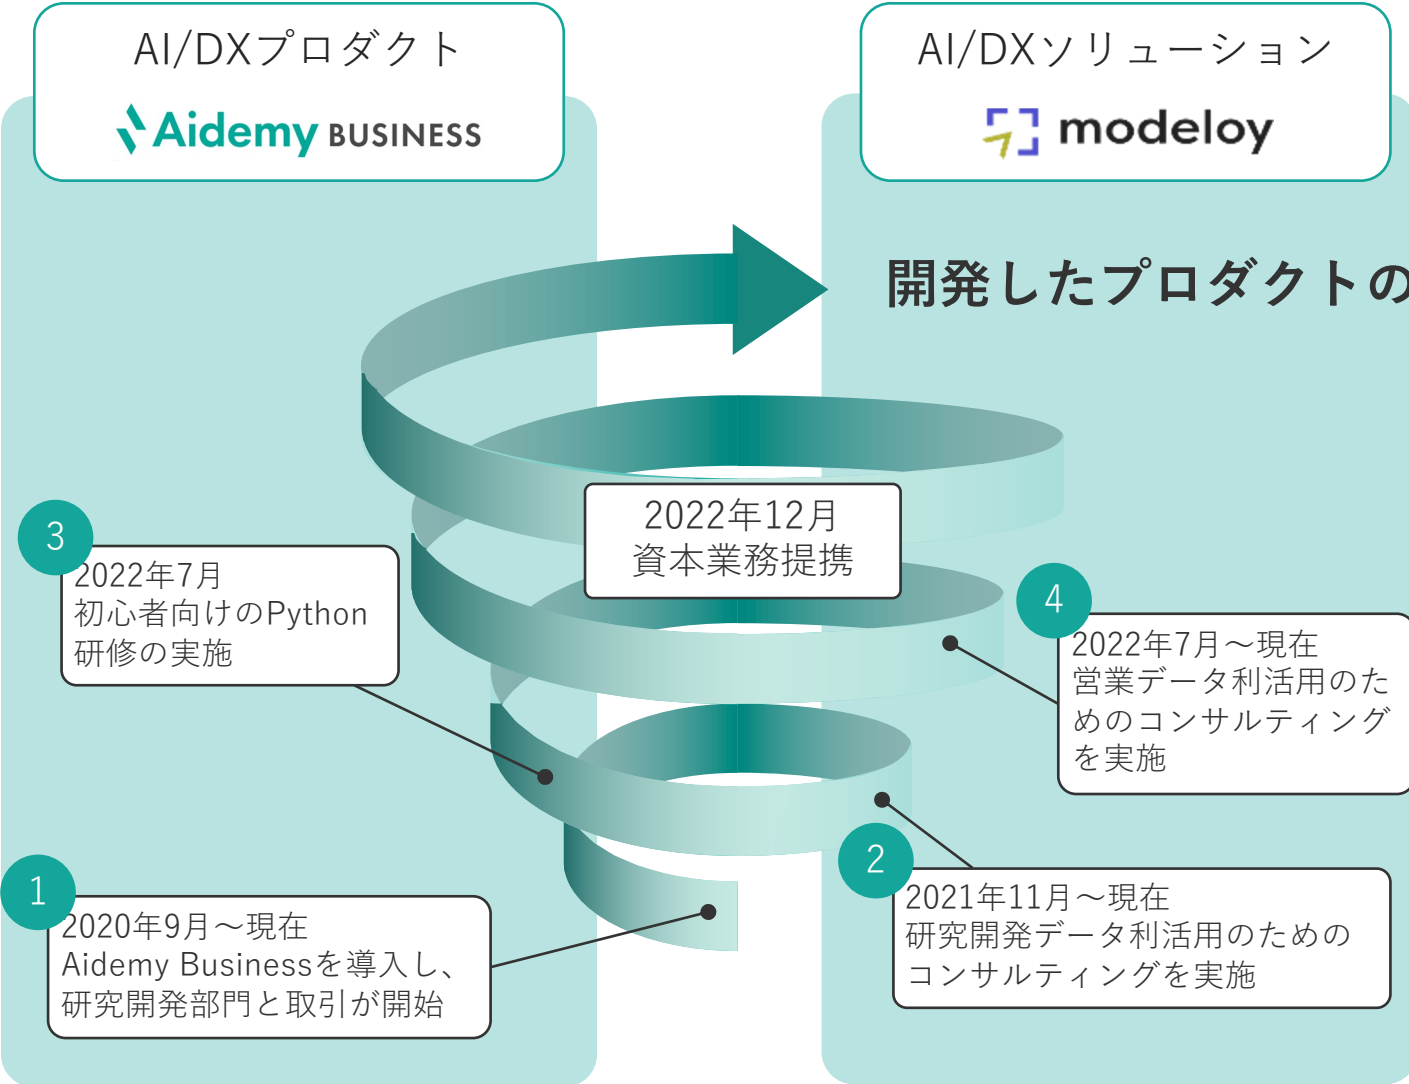 AI/DXプロダクト
Aidemy BUSINESS
AI/DXソリューション
modeloy
開発したプロダクトの
2022年12月
資本業務提携
3
2022年7月
初心者向けのPython
研修の実施
4
2022年7月～現在
営業データ利活用のた
めのコンサルティング
を実施
1
2020年9月～現在
Aidemy Businessを導入し、
研究開発部門と取引が開始
2
2021年11月～現在
研究開発データ利活用のための
コンサルティングを実施